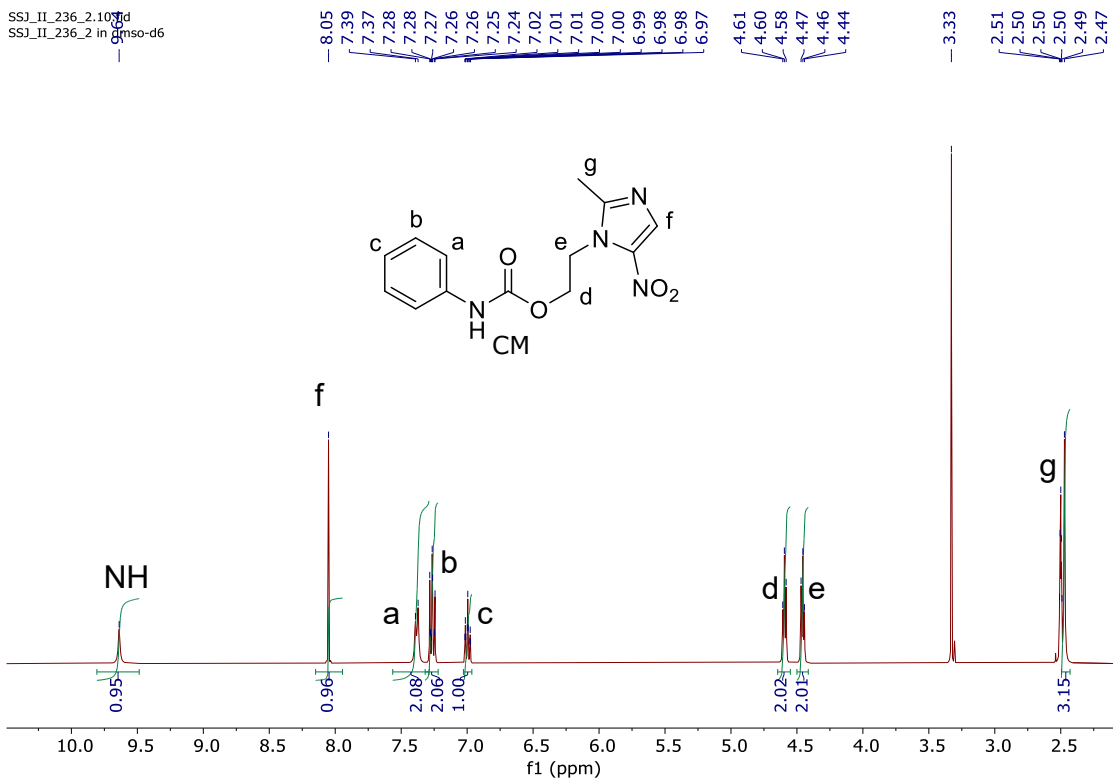 SSJ_II_236_2.10.fid
SSJ_II_236_2 in dmso-d6
9.64
8.05
7.39
7.37
7.28
7.28
7.27
7.26
7.26
7.25
7.24
7.02
7.01
7.01
7.00
7.00
6.99
6.98
6.98
6.97
4.61
4.60
4.58
4.47
4.46
4.44
3.33
2.51
2.50
2.50
2.50
2.49
2.47
g
N
f
b
c
a
O
e
N
NO2
d
N
H
O
CM
f
g
NH
b
a
c
d
e
0.95
0.96
2.08
2.06
1.00
2.02
2.01
3.15
10.0 9.5 9.0 8.5 8.0 7.5 7.0 6.5 6.0 5.5 5.0 4.5 4.0 3.5 3.0 2.5
f1 (ppm)